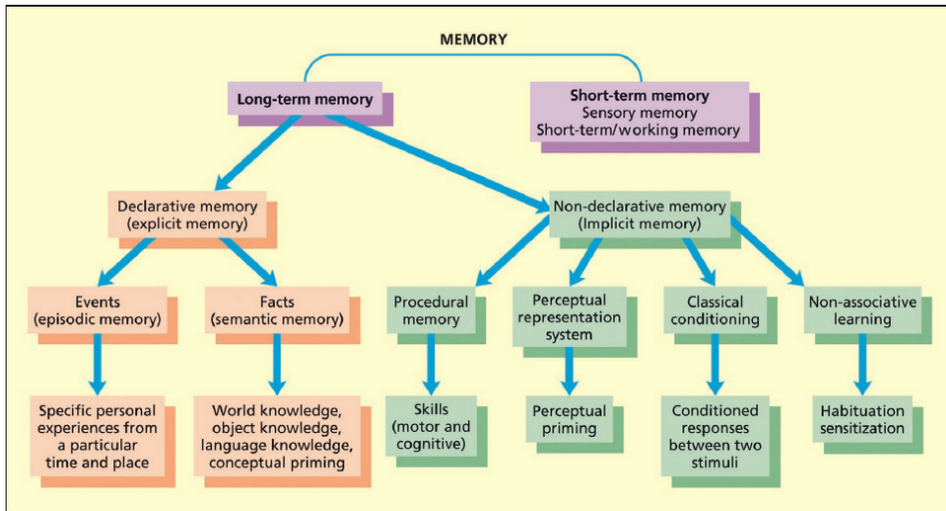 MEMORY
Long-term memory
Short-term memory
Sensory memory
Short-term/working memory
Declarative memory
(explicit memory)
Non-declarative memory
(Implicit memory)
Events
(episodic memory)
Facts
(semantic memory)
Procedural
memory
Perceptual
representation
system
Classical
conditioning
Non-associative
learning
Specific personal
experiences from
a particular
time and place
World knowledge,
object knowledge,
language knowledge,
conceptual priming
Skills
(motor and
cognitive)
Perceptual
priming
Conditioned
responses
between two
stimuli
Habituation
sensitization